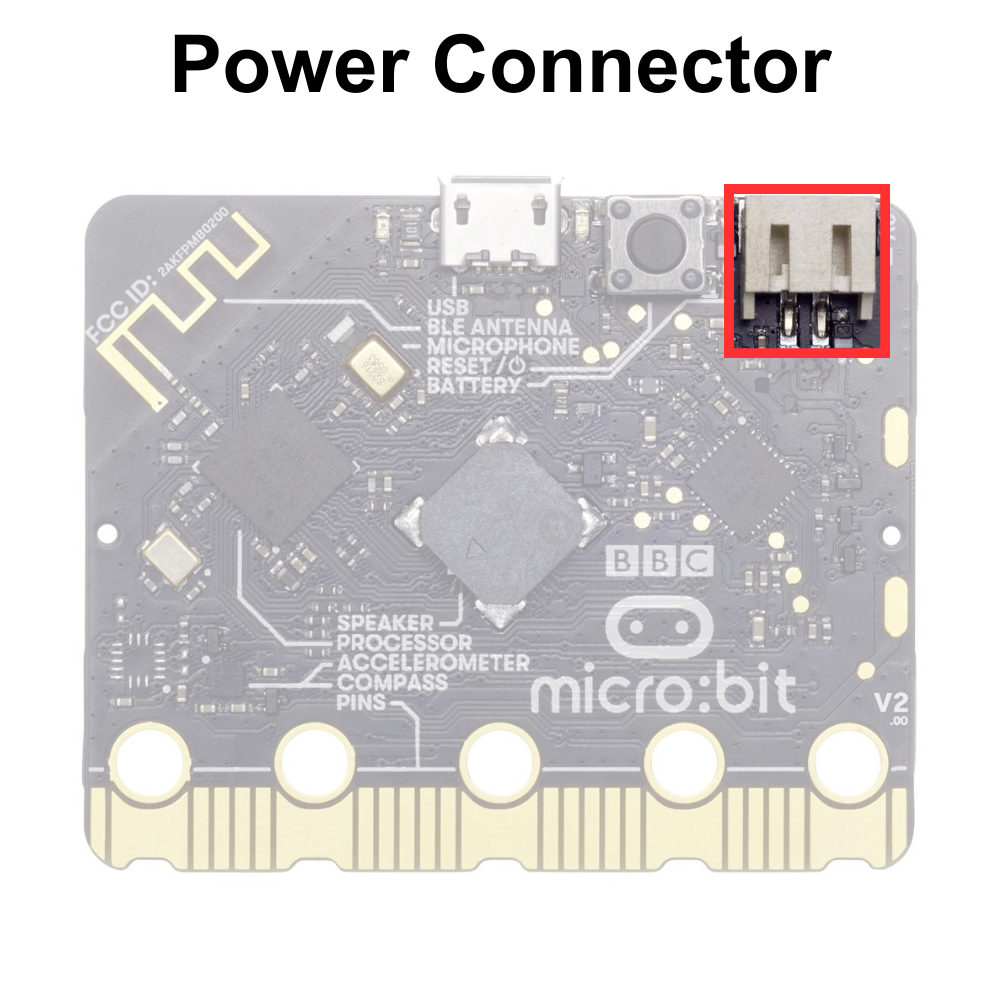 Power Connector
FCC ID: 2AKFPMB0200
USB
BLE ANTENNA
MICROPHONE
RESET/⏻
BATTERY
BBC
SPEAKER
PROCESSOR
ACCELEROMETER
COMPASS
PINS
micro:bit
V2
.00